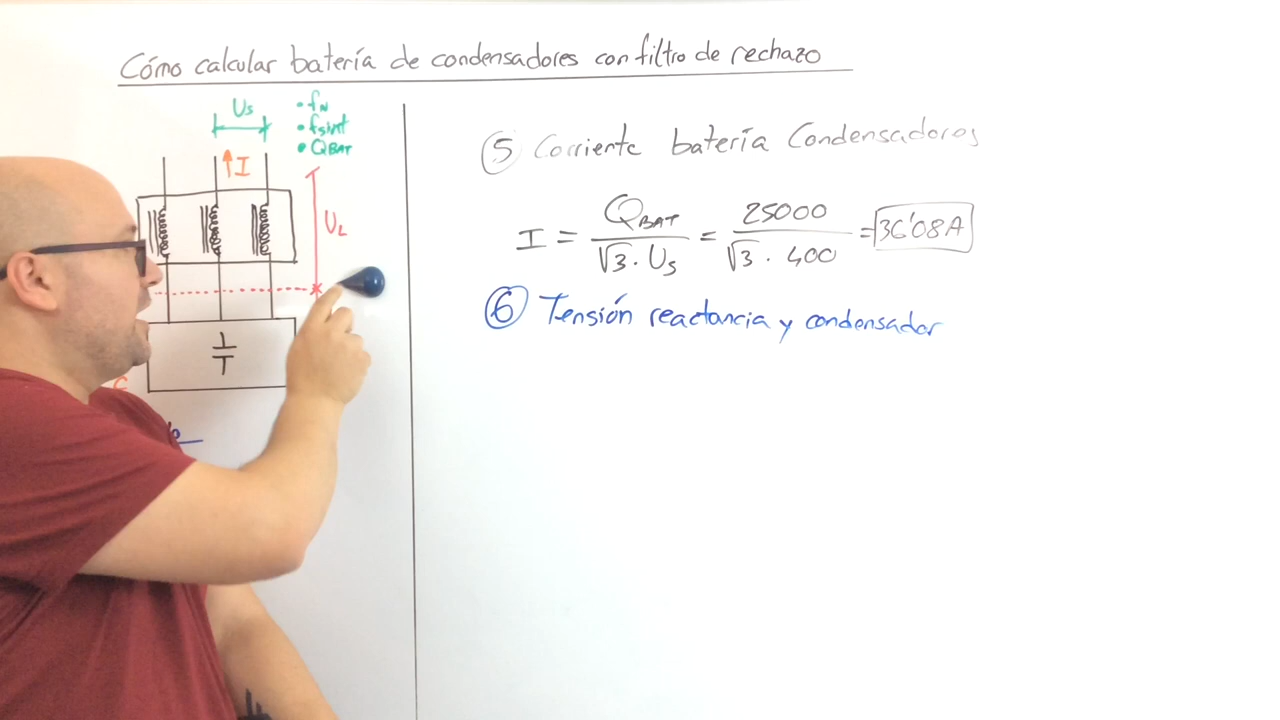 Cómo calcular batería de condensadores con filtro de rechazo
Us
• fN
• fsint
• QBAT
I
UL
C
⑤ Corriente batería Condensadores
I = QBAT / √3 · Us = 25000 / √3 · 400 = 36'08A
⑥ Tensión reactancia y condensador